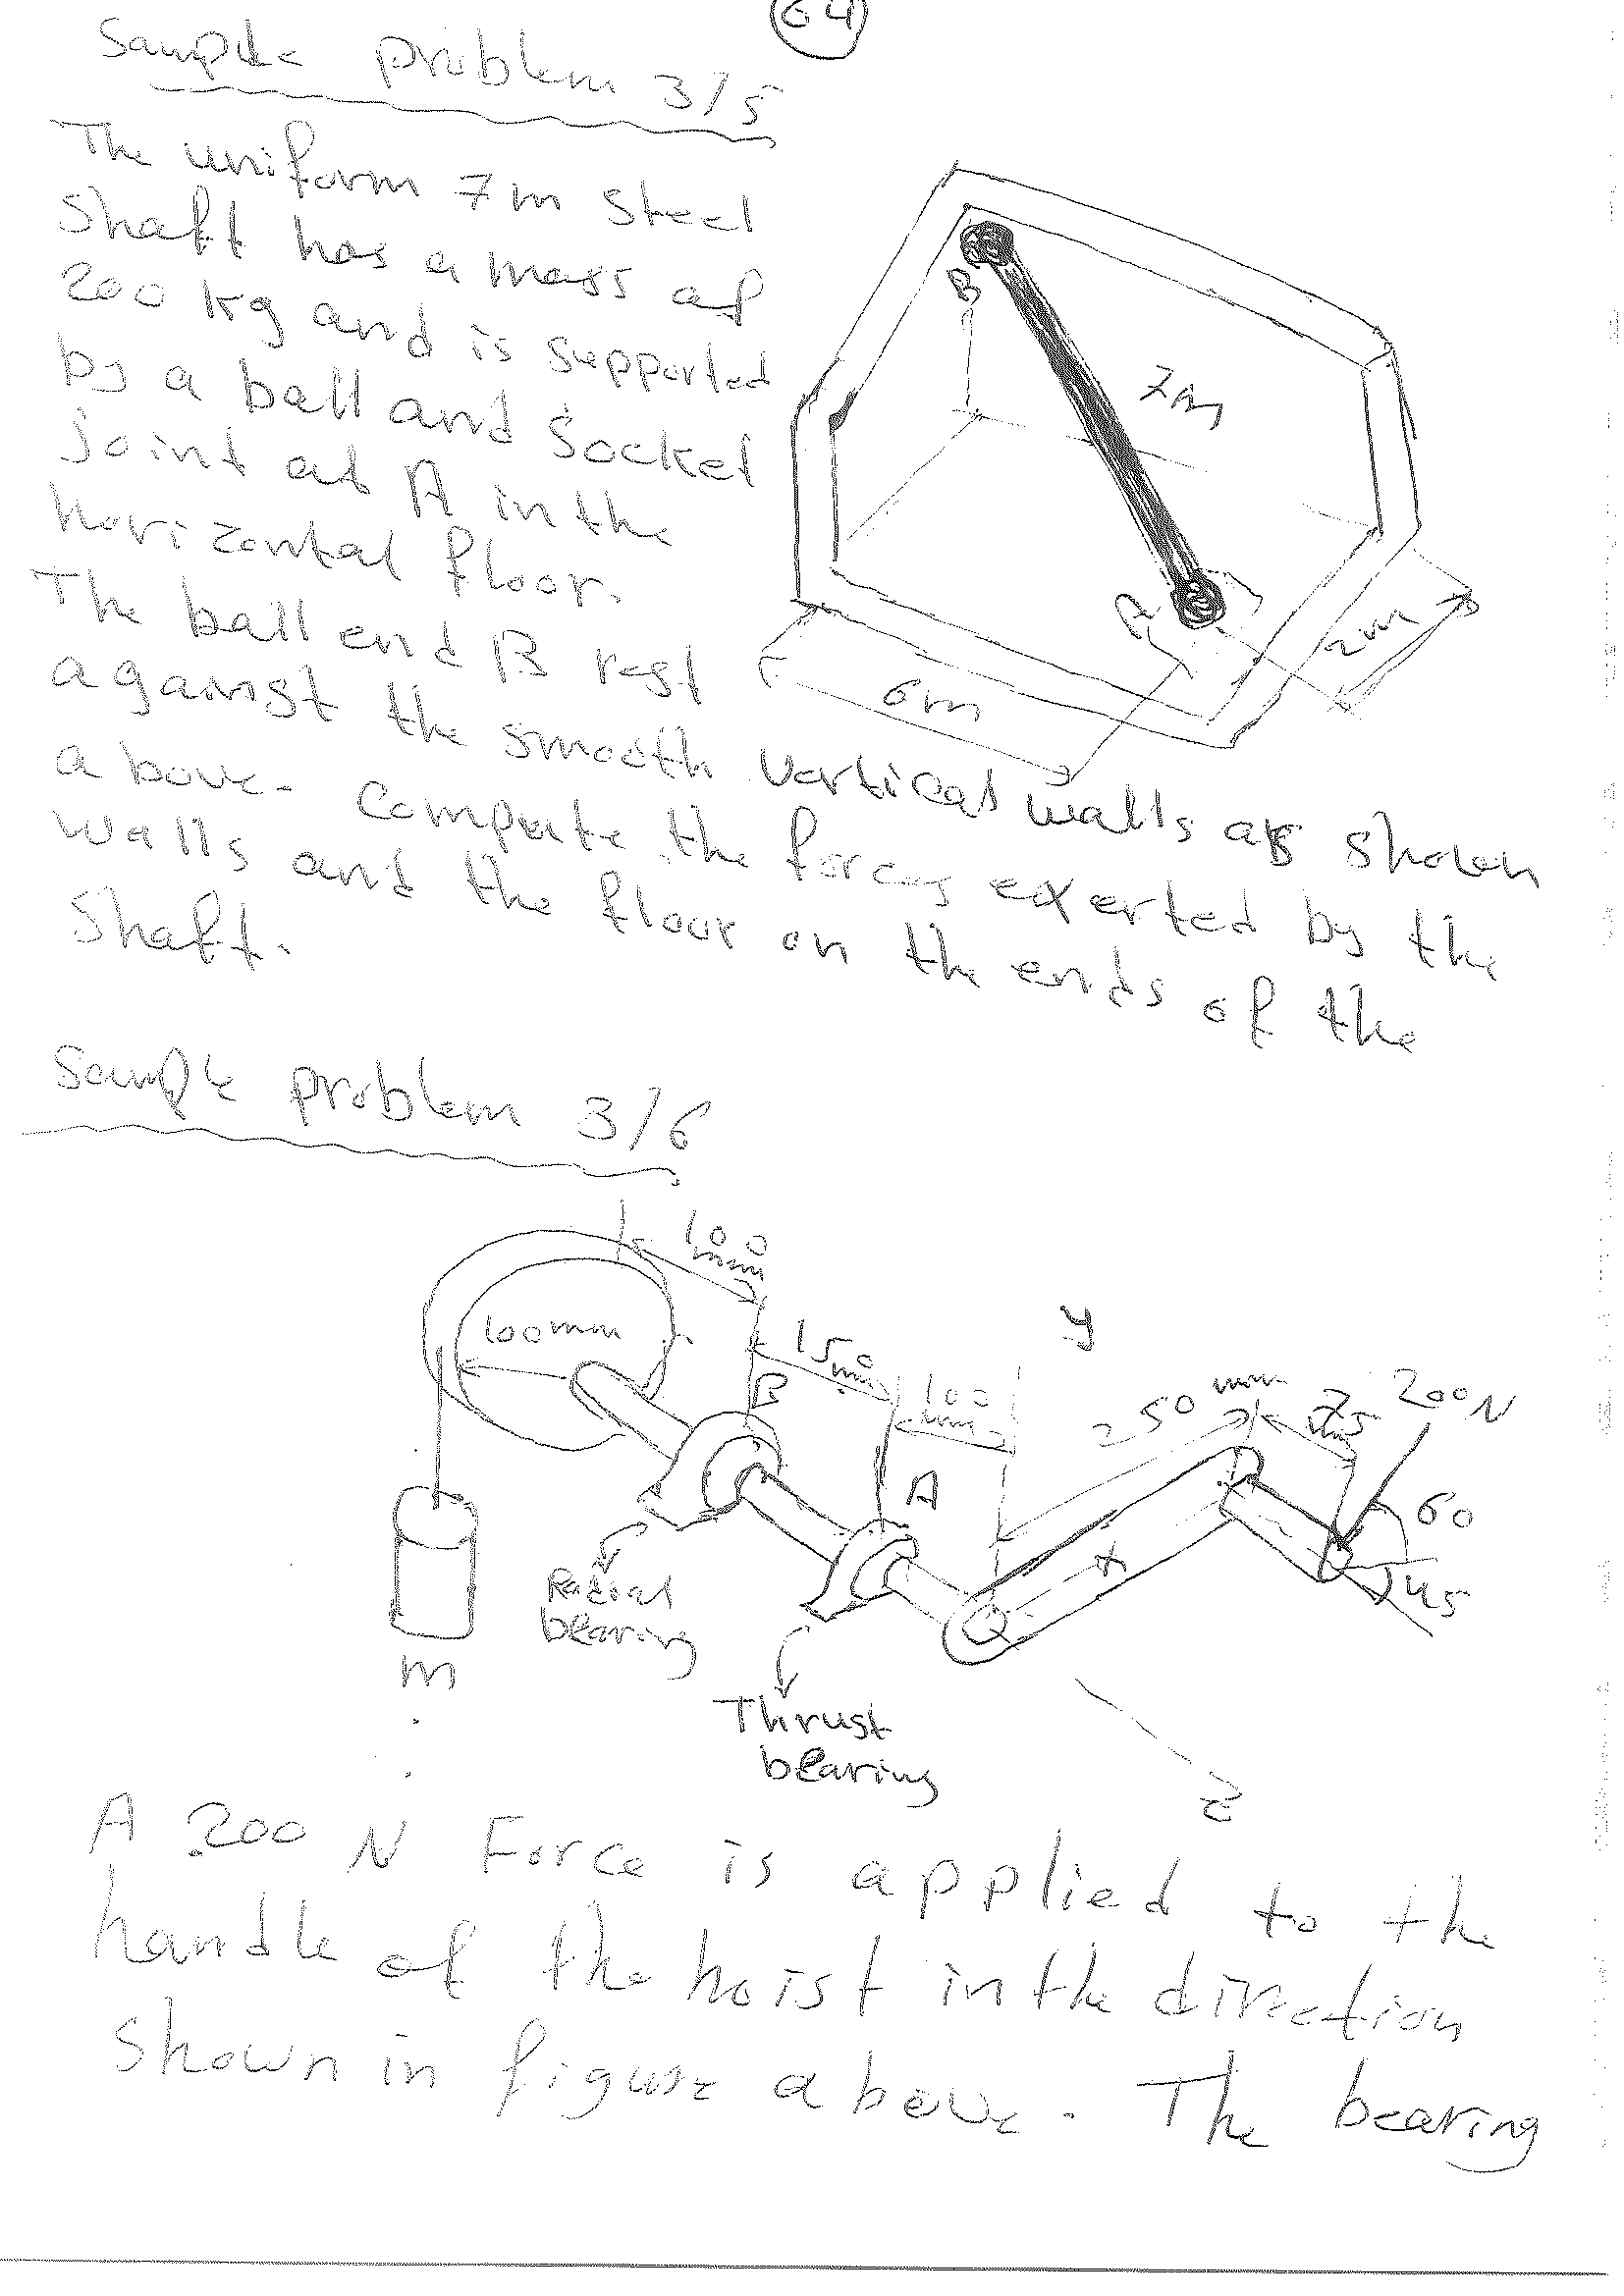 64
Sample problem 3/5
The uniform 7m steel
shaft has a mass of
200 kg and is supported
by a ball and socket
joint at A in the
horizontal floor.
The ball end B rest
against the smooth vertical walls as shown
above. Compute the forces exerted by the
walls and the floor on the ends of the
shaft.
B
7m
A
2m
6m
Sample problem 3/6
100
mm
100mm
150
mm
B
100
mm
y
250 mm
75
mm
200N
A
60
x
45
Radial
bearing
m
Thrust
bearing
z
A 200 N Force is applied to the
handle of the hoist in the direction
shown in figure above. The bearing